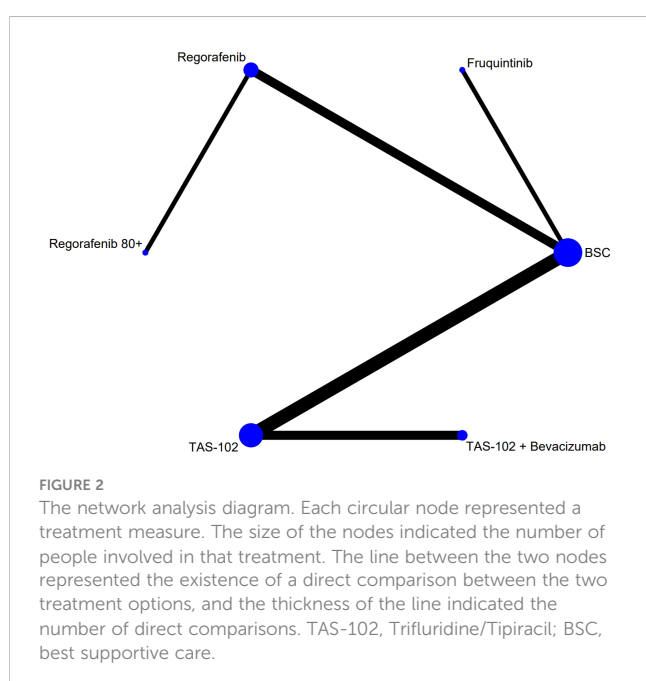 Regorafenib
Fruquintinib
Regorafenib 80+
BSC
TAS-102
TAS-102 + Bevacizumab
FIGURE 2
The network analysis diagram. Each circular node represented a
treatment measure. The size of the nodes indicated the number of
people involved in that treatment. The line between the two nodes
represented the existence of a direct comparison between the two
treatment options, and the thickness of the line indicated the
number of direct comparisons. TAS-102, Trifluridine/Tipiracil; BSC,
best supportive care.